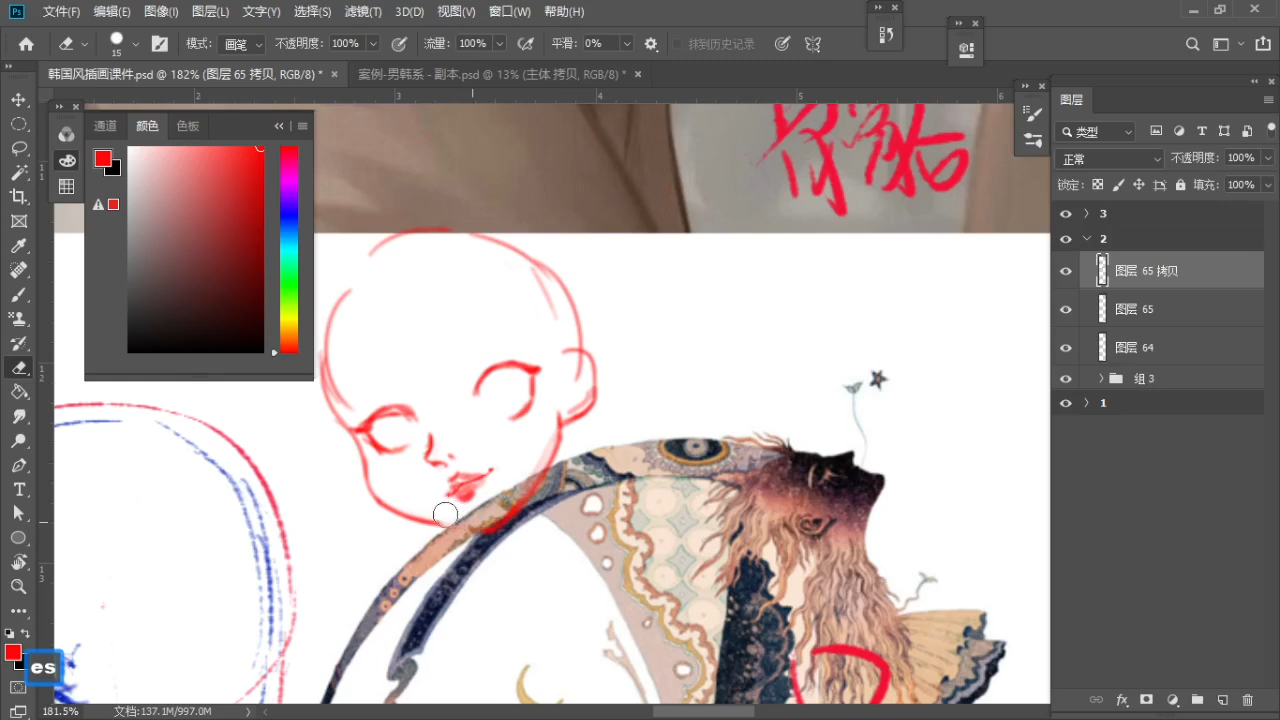 文件(F) 编辑(E) 图像(I) 图层(L) 文字(Y) 选择(S) 滤镜(T) 3D(D) 视图(V) 窗口(W) 帮助(H)
15 模式: 画笔 不透明度: 100% 流量: 100% 平滑: 0% 抹到历史记录
韩国风插画课件.psd @ 182% (图层 65 拷贝, RGB/8) * × 案例-男韩系 - 副本.psd @ 13% (主体 拷贝, RGB/8) * ×
2 3 4 5 6
通道 颜色 色板
图层
类型
正常 不透明度: 100%
锁定: 填充: 100%
3
2
图层 65 拷贝
图层 65
图层 64
组 3
1
es
181.5% 文档:137.1M/997.0M